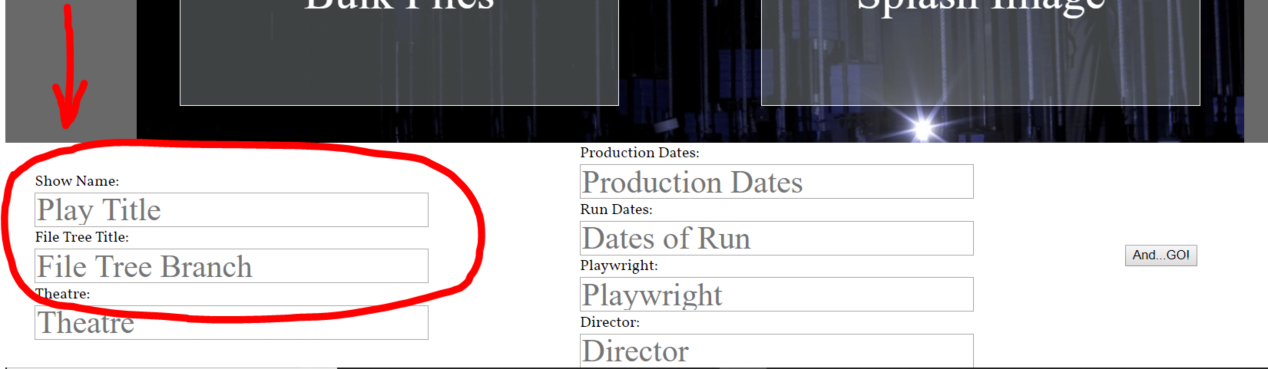 Bulk Files
Splash Image
Show Name:
Play Title
File Tree Title:
File Tree Branch
Theatre:
Theatre
Production Dates:
Production Dates
Run Dates:
Dates of Run
Playwright:
Playwright
Director:
Director
And...GO!